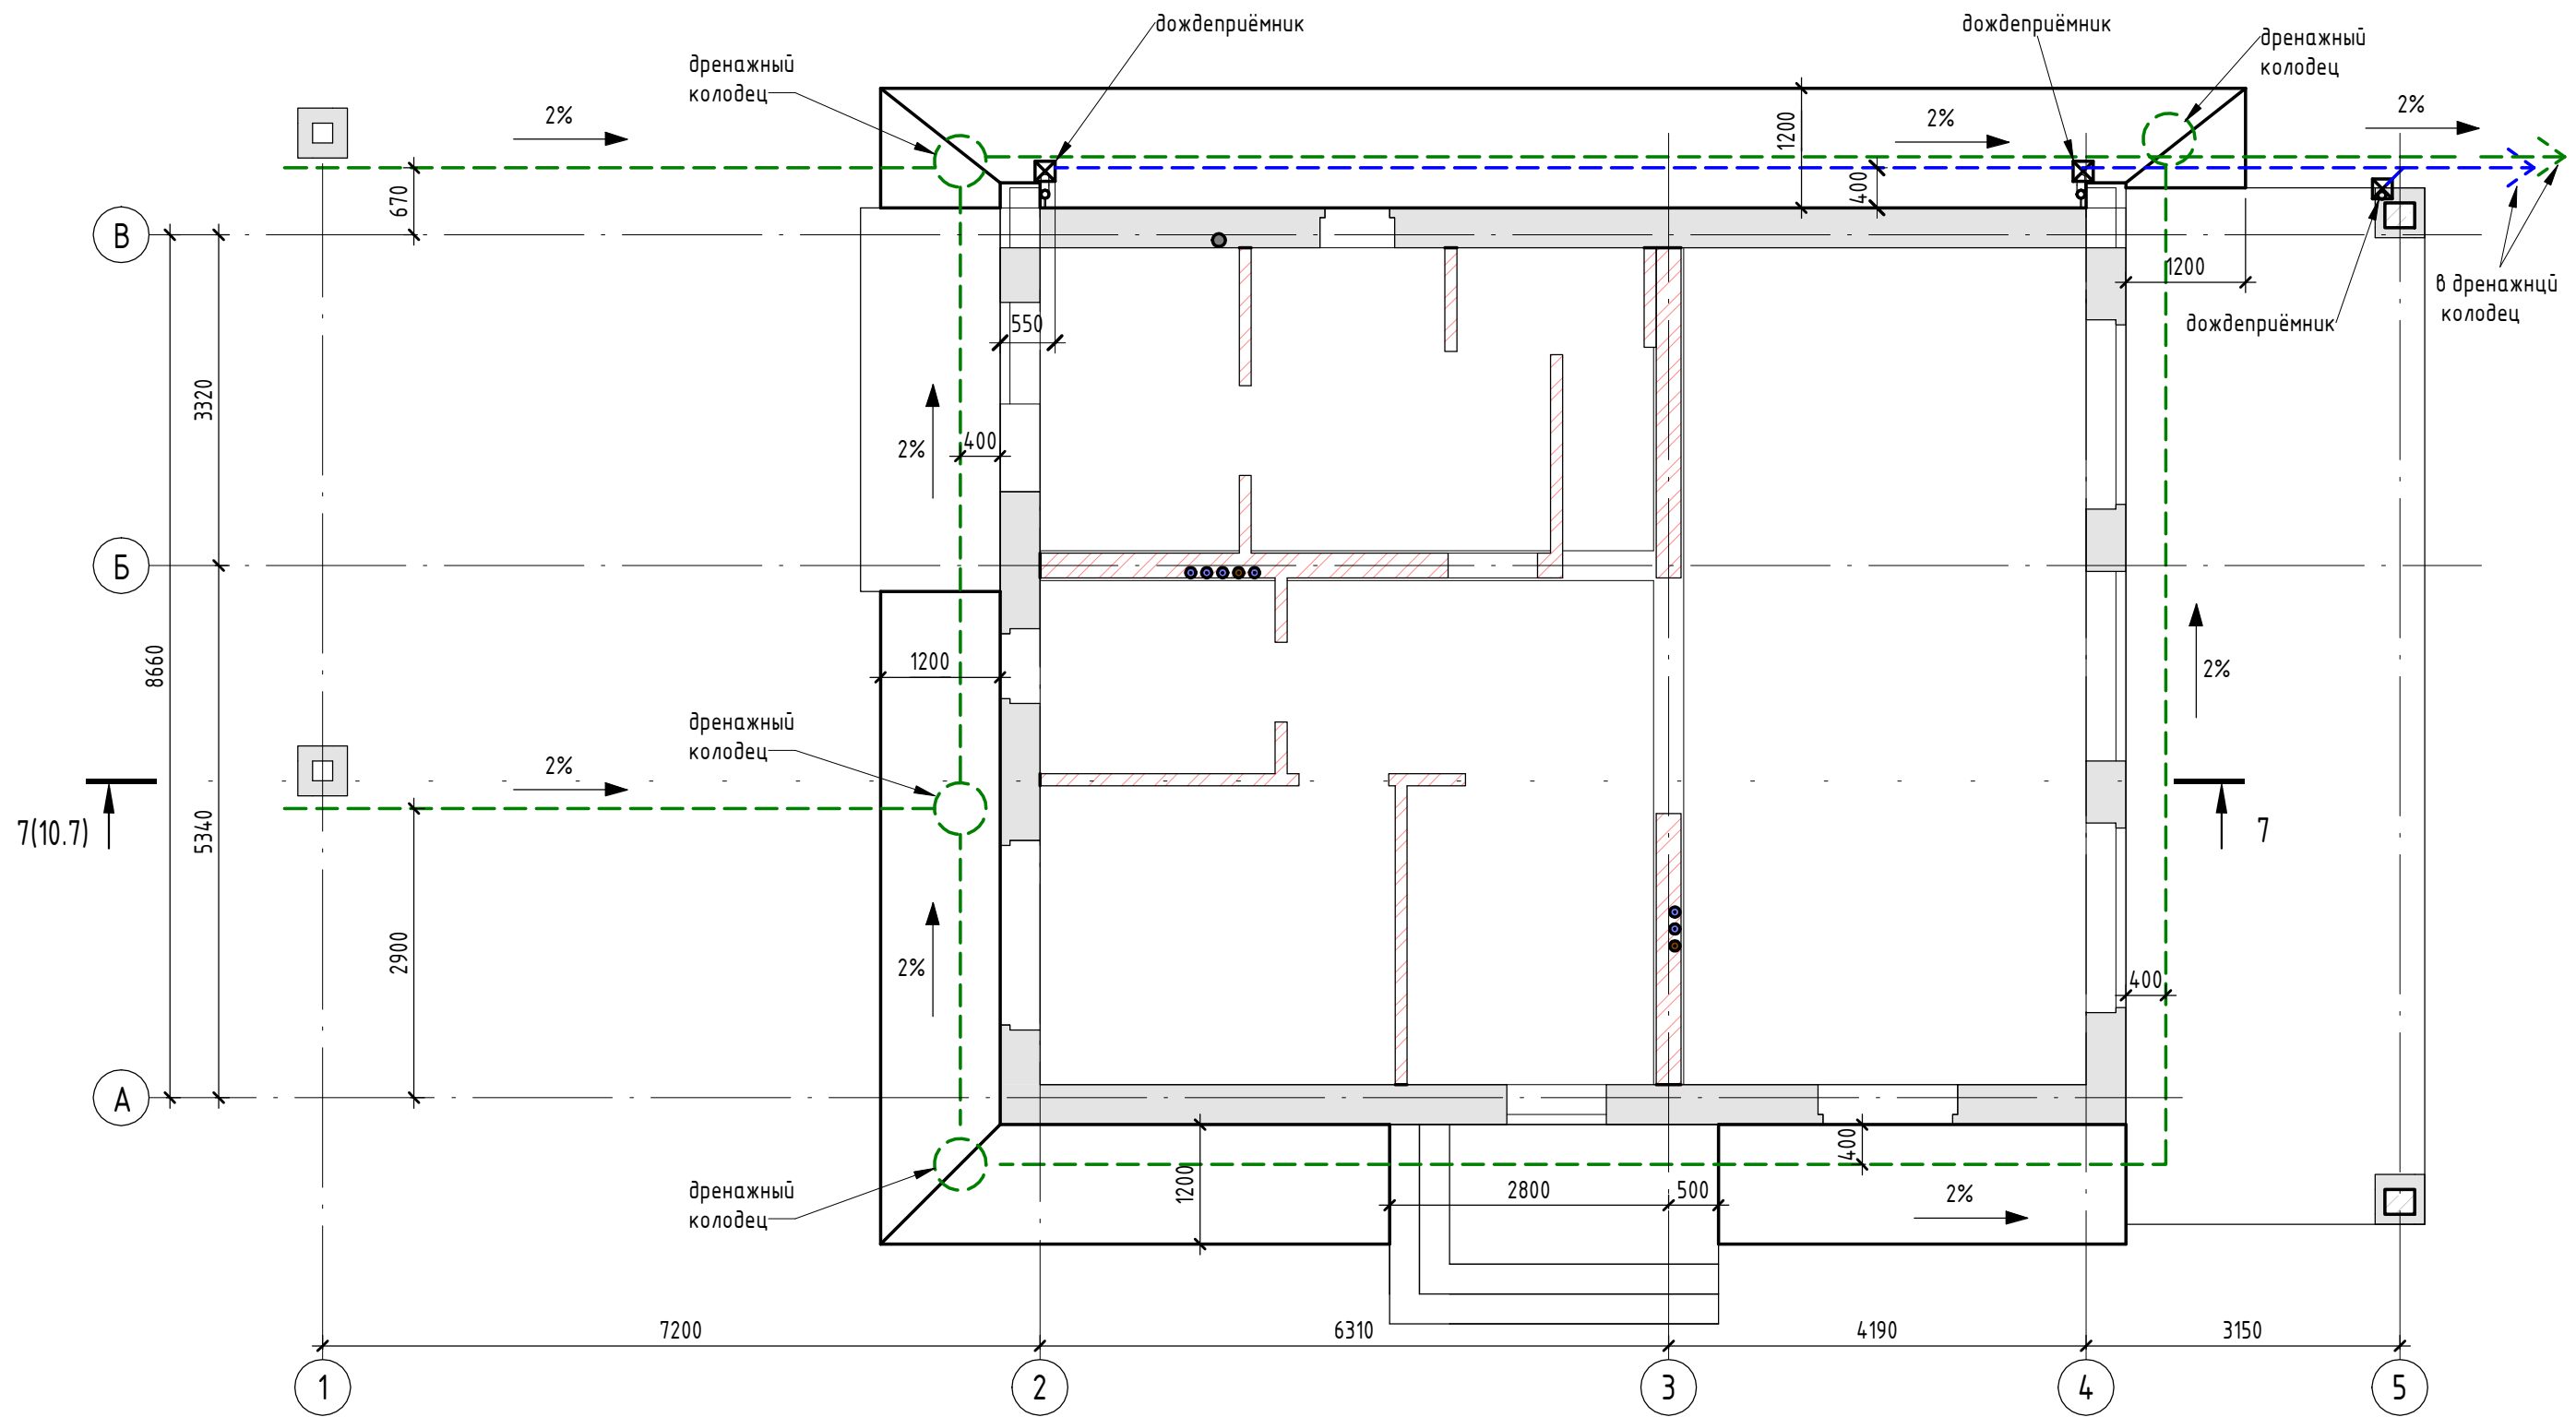 дождеприёмник
дождеприёмник
дренажный
колодец
дренажный
колодец
2%
2%
2%
1200
400
670
В
1200
в дренажнци
колодец
дождеприёмник
550
3320
2%
400
Б
8660
1200
2%
дренажный
колодец
2%
7(10.7)
5340
7
2900
2%
400
А
400
дренажный
колодец
1200
2800
500
2%
7200
6310
4190
3150
1
2
3
4
5